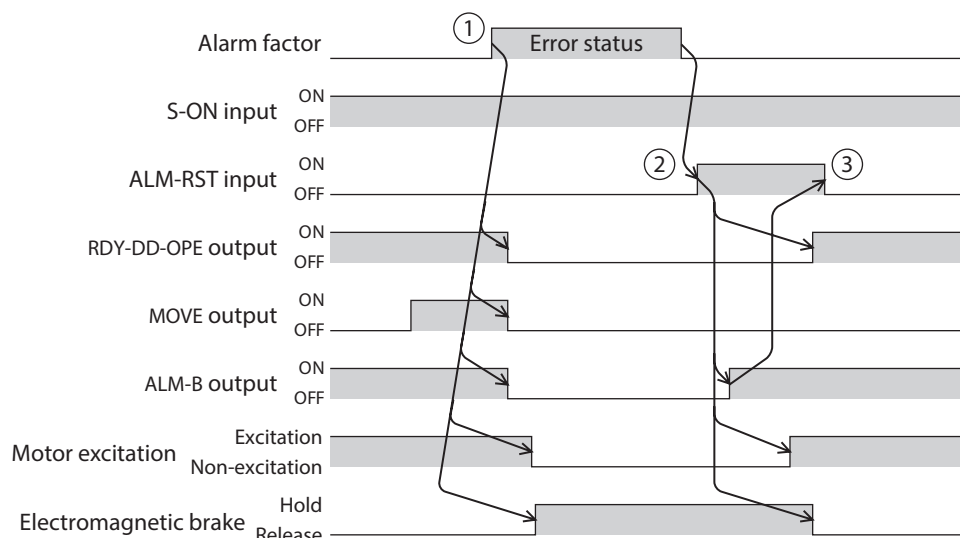 Alarm factor ① Error status
S-ON input ON
OFF
ALM-RST input ON
OFF
② ③
RDY-DD-OPE output ON
OFF
MOVE output ON
OFF
ALM-B output ON
OFF
Motor excitation Excitation
Non-excitation
Electromagnetic brake Hold
Release